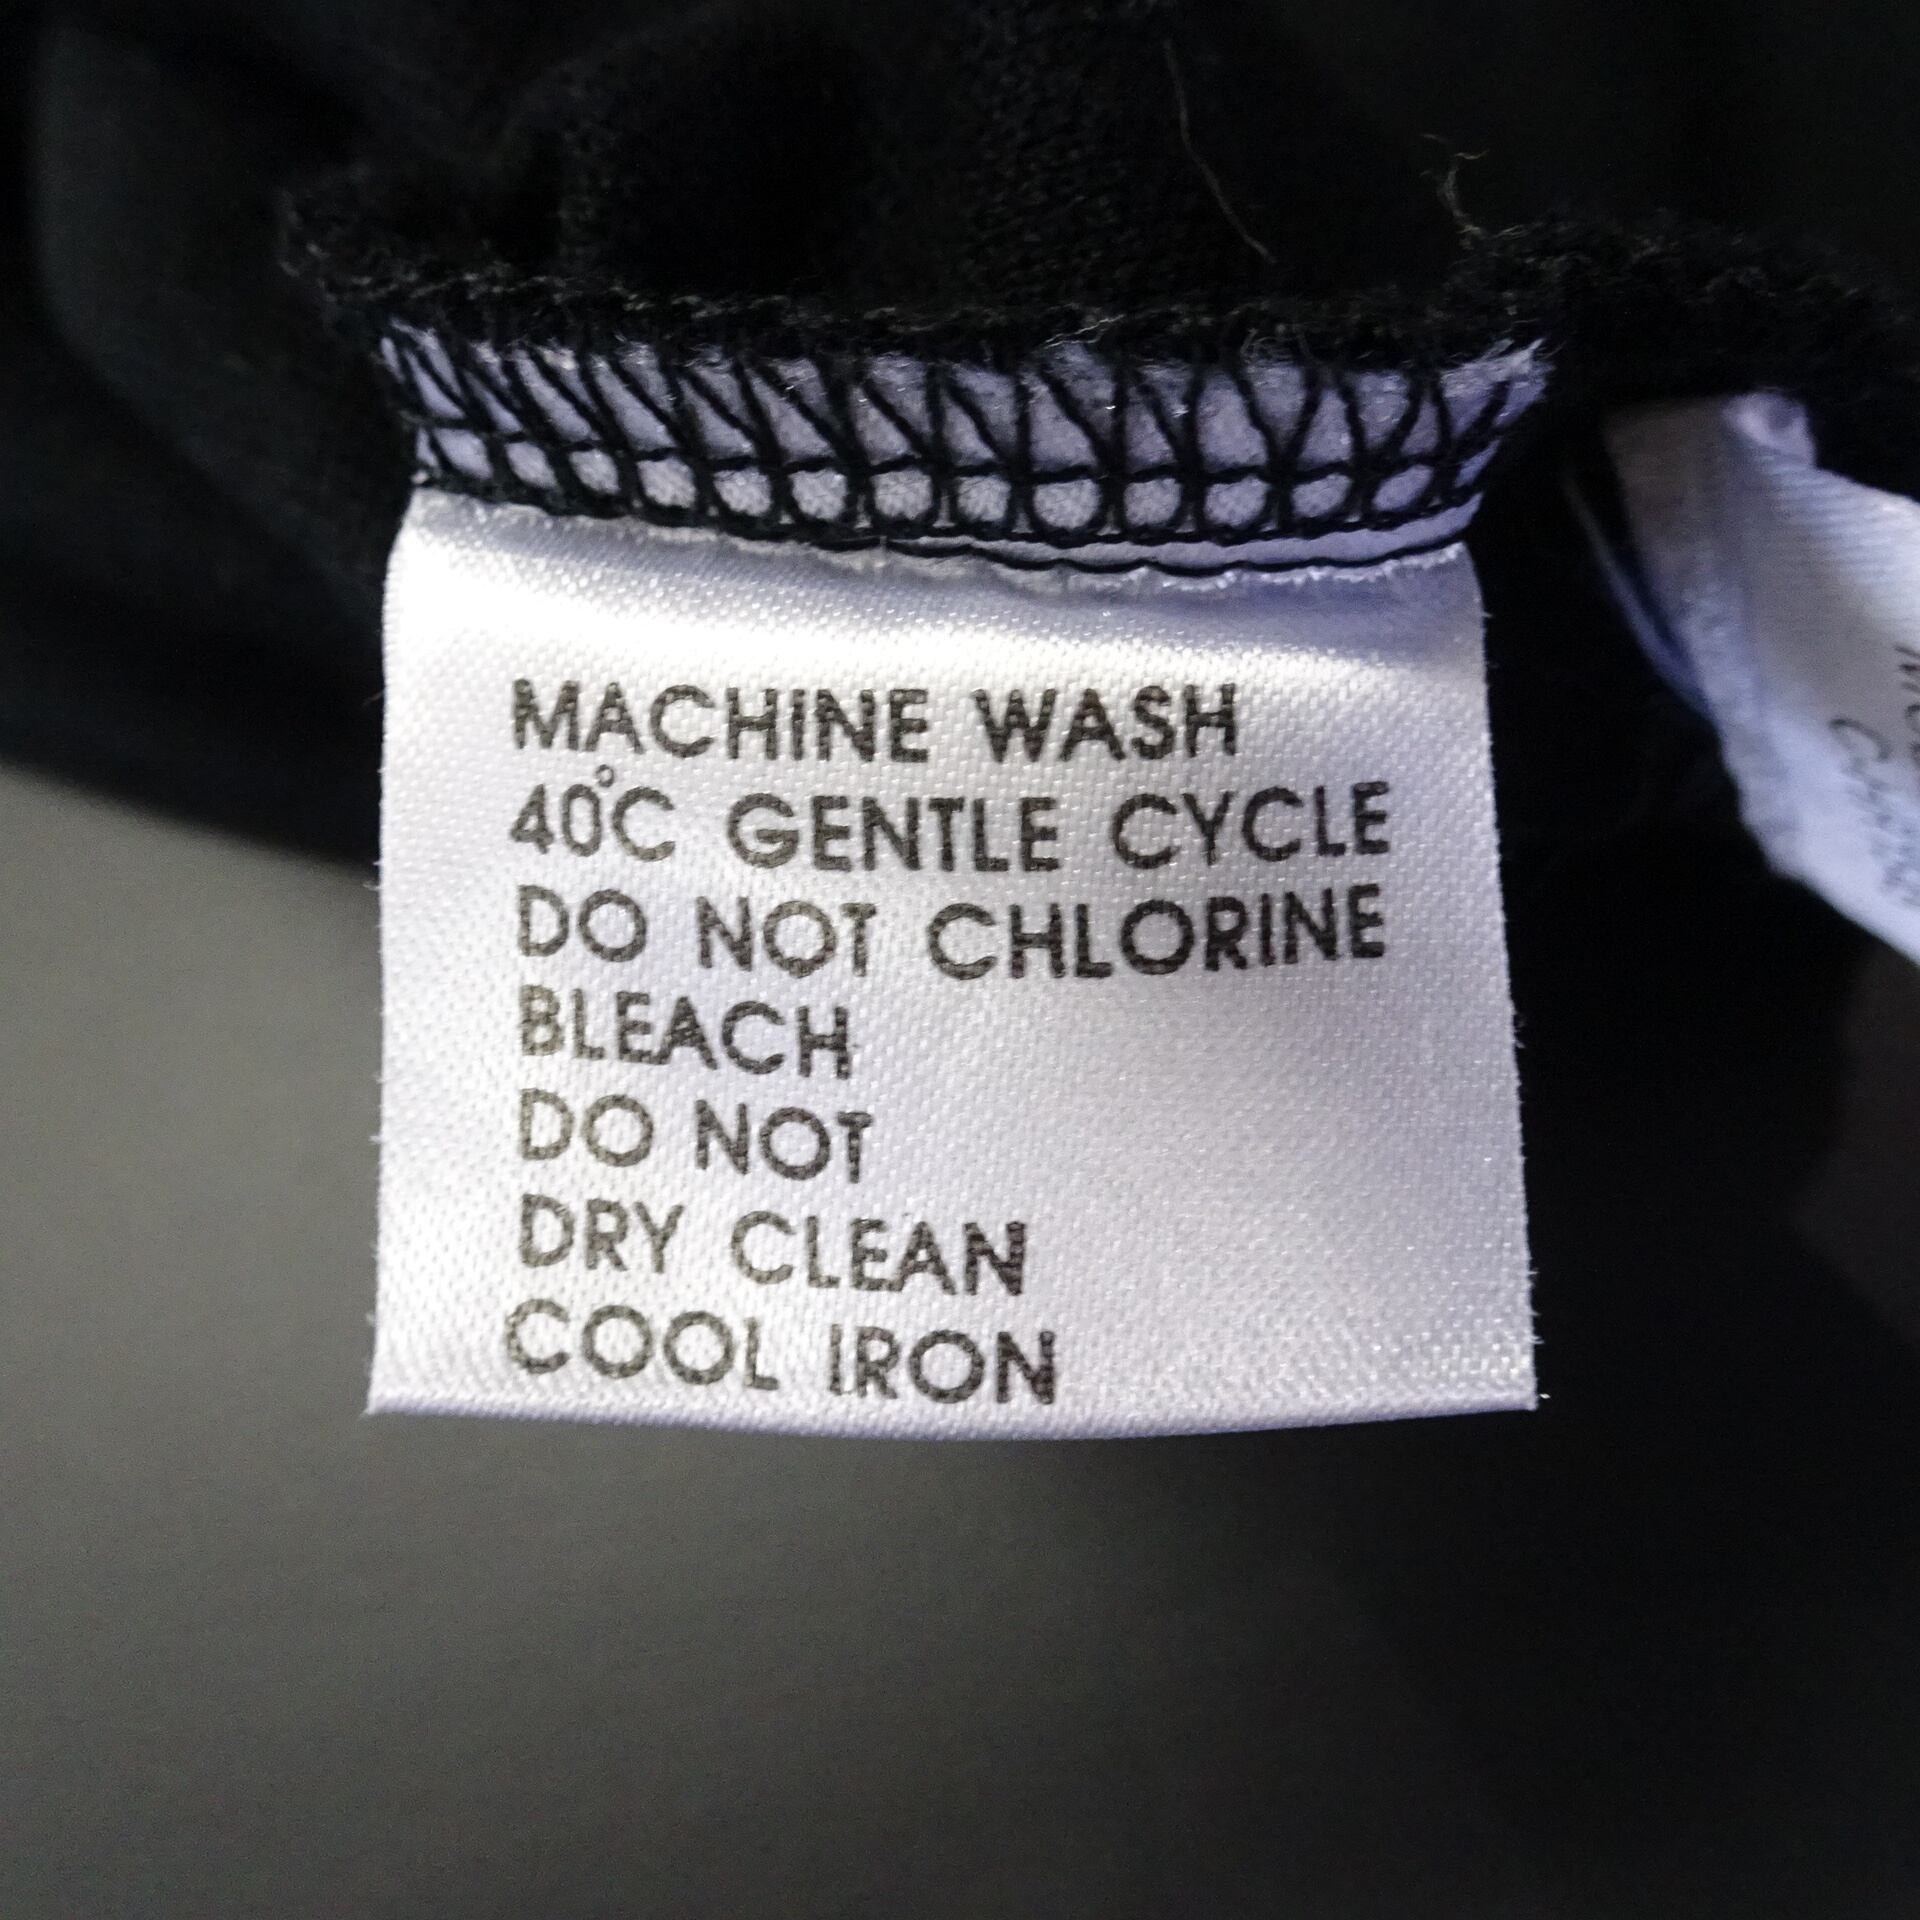 MACHINE WASH
40°C GENTLE CYCLE
DO NOT CHLORINE
BLEACH
DO NOT
DRY CLEAN
COOL IRON